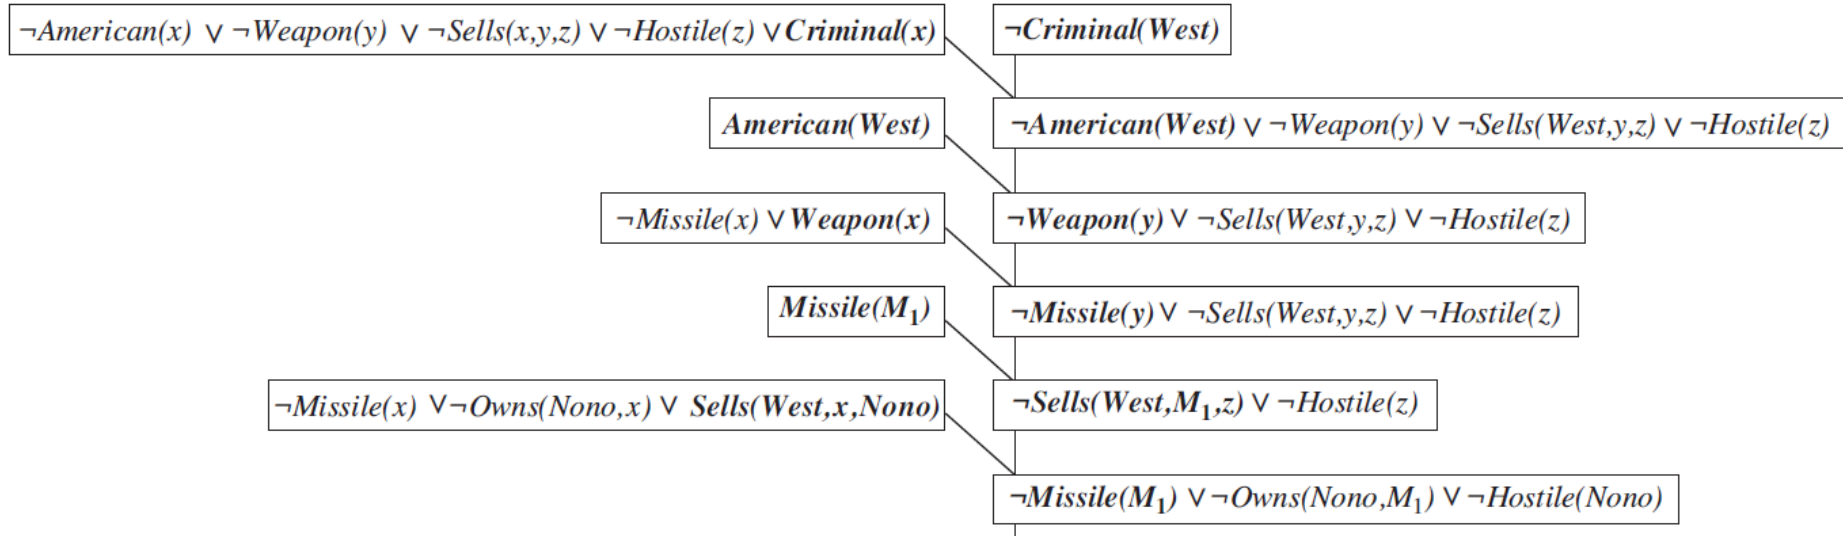 ¬American(x) ∨ ¬Weapon(y) ∨ ¬Sells(x,y,z) ∨ ¬Hostile(z) ∨ Criminal(x)
¬Criminal(West)
American(West)
¬American(West) ∨ ¬Weapon(y) ∨ ¬Sells(West,y,z) ∨ ¬Hostile(z)
¬Missile(x) ∨ Weapon(x)
¬Weapon(y) ∨ ¬Sells(West,y,z) ∨ ¬Hostile(z)
Missile(M₁)
¬Missile(y) ∨ ¬Sells(West,y,z) ∨ ¬Hostile(z)
¬Missile(x) ∨ ¬Owns(Nono,x) ∨ Sells(West,x,Nono)
¬Sells(West,M₁,z) ∨ ¬Hostile(z)
¬Missile(M₁) ∨ ¬Owns(Nono,M₁) ∨ ¬Hostile(Nono)